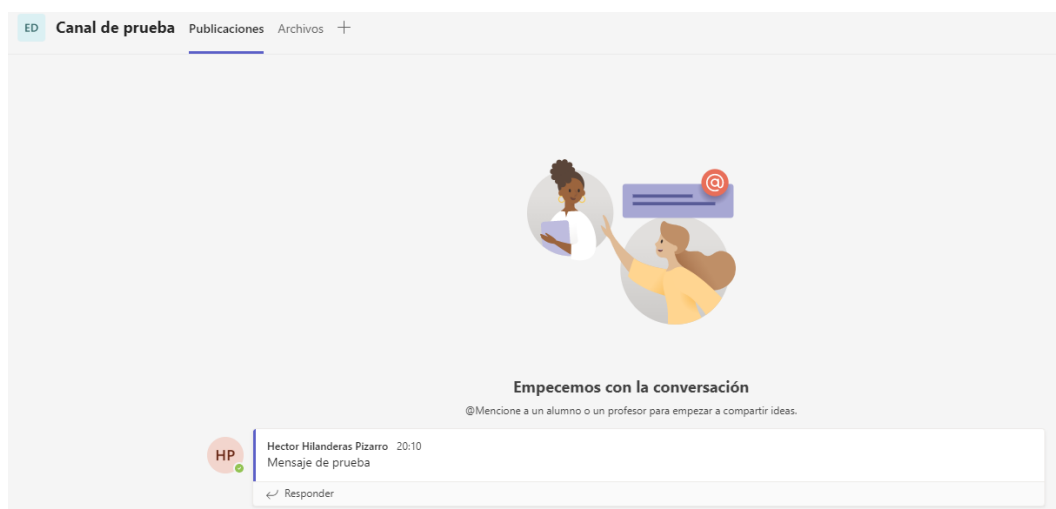 ED Canal de prueba Publicaciones Archivos +
@
Empecemos con la conversación
@Mencione a un alumno o un profesor para empezar a compartir ideas.
HP
Hector Hilanderas Pizarro 20:10
Mensaje de prueba
Responder